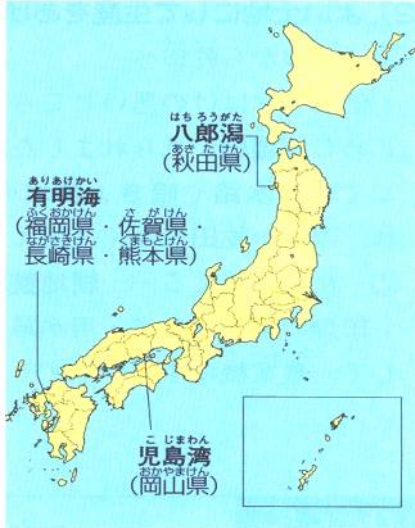 はちろうがた
八郎潟
あきたけん
(秋田県)
ありあけかい
有明海
ふくおかけん さがけん
(福岡県・佐賀県・
ながさきけん くまもとけん
長崎県・熊本県)
こじまわん
児島湾
おかやまけん
(岡山県)